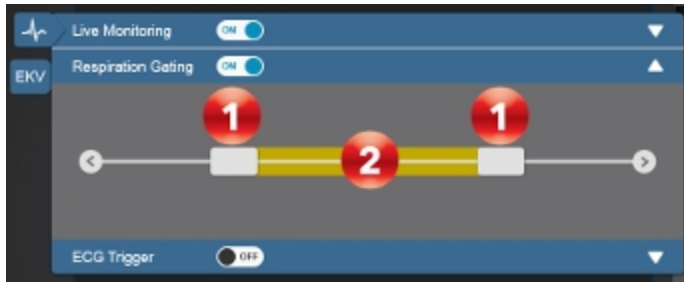 Live Monitoring ON
EKV Respiration Gating ON
1 1
2
ECG Trigger OFF